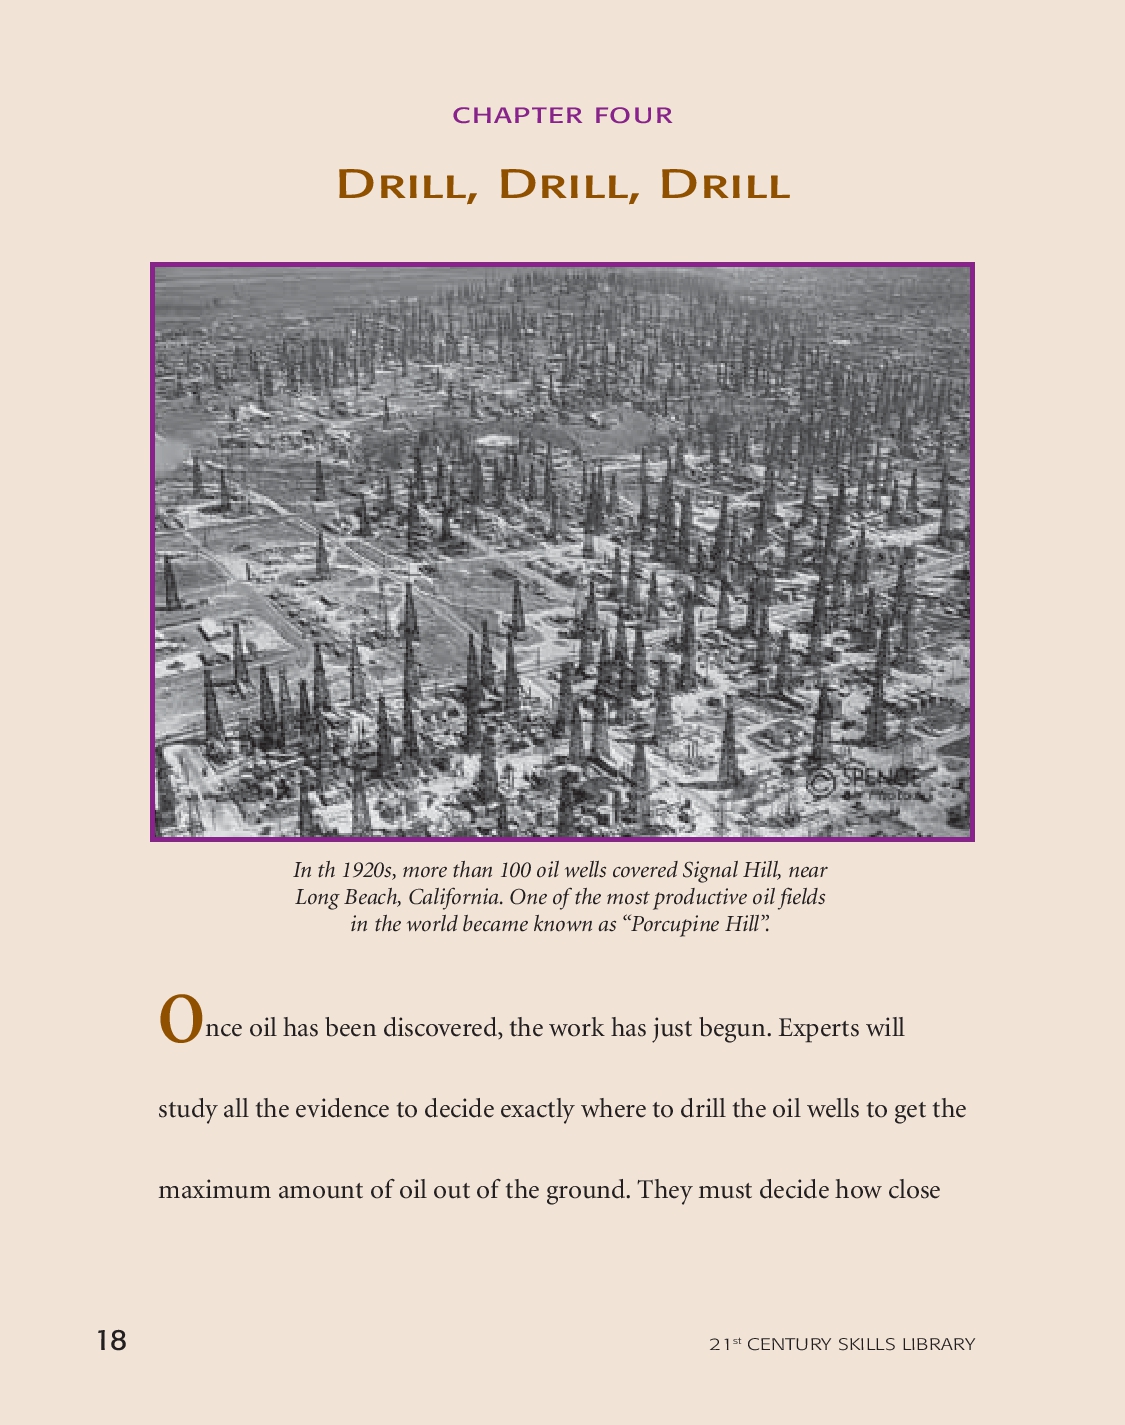 CHAPTER FOUR
DRILL, DRILL, DRILL
© SPENCE
In th 1920s, more than 100 oil wells covered Signal Hill, near
Long Beach, California. One of the most productive oil fields
in the world became known as “Porcupine Hill”.
Once oil has been discovered, the work has just begun. Experts will
study all the evidence to decide exactly where to drill the oil wells to get the
maximum amount of oil out of the ground. They must decide how close
18
21st CENTURY SKILLS LIBRARY